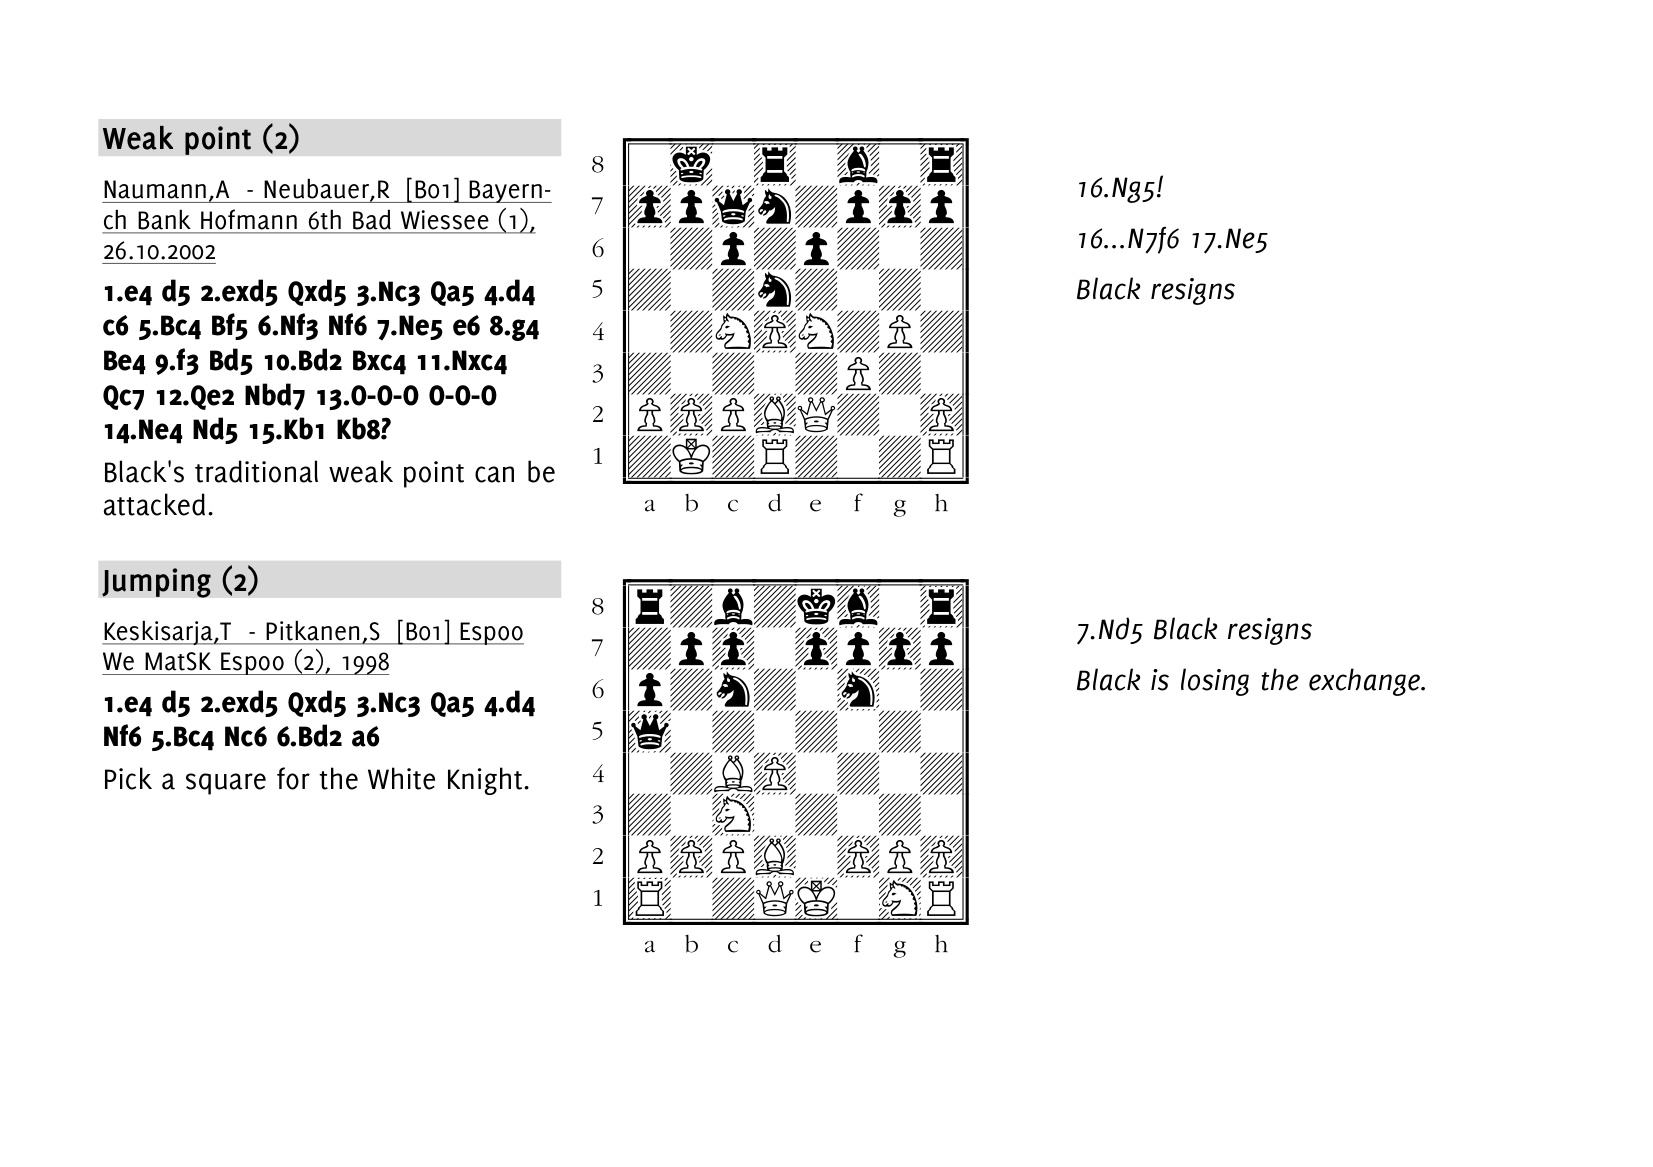 Weak point (2)
Naumann,A - Neubauer,R [B01] Bayern-
ch Bank Hofmann 6th Bad Wiessee (1),
26.10.2002
1.e4 d5 2.exd5 Qxd5 3.Nc3 Qa5 4.d4
c6 5.Bc4 Bf5 6.Nf3 Nf6 7.Ne5 e6 8.g4
Be4 9.f3 Bd5 10.Bd2 Bxc4 11.Nxc4
Qc7 12.Qe2 Nbd7 13.0-0-0 0-0-0
14.Ne4 Nd5 15.Kb1 Kb8?
Black's traditional weak point can be
attacked.
8
7
6
5
4
3
2
1
a b c d e f g h
16.Ng5!
16...N7f6 17.Ne5
Black resigns
Jumping (2)
Keskisarja,T - Pitkanen,S [B01] Espoo
We MatSK Espoo (2), 1998
1.e4 d5 2.exd5 Qxd5 3.Nc3 Qa5 4.d4
Nf6 5.Bc4 Nc6 6.Bd2 a6
Pick a square for the White Knight.
8
7
6
5
4
3
2
1
a b c d e f g h
7.Nd5 Black resigns
Black is losing the exchange.